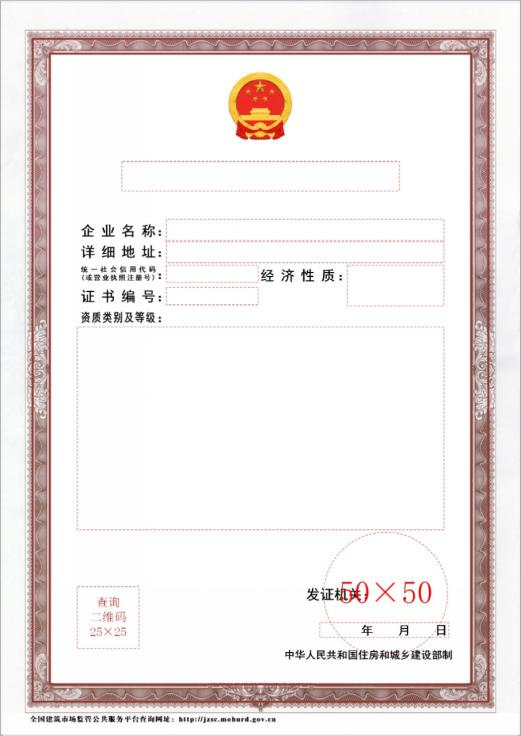 企业名称：
详细地址：
统一社会信用代码
（或营业执照注册号）：
经济性质：
证书编号：
资质类别及等级：
查询
二维码
25×25
发证机关：
50×50
年 月 日
中华人民共和国住房和城乡建设部制
全国建筑市场监管公共服务平台查询网址：http://jzsc.mohurd.gov.cn